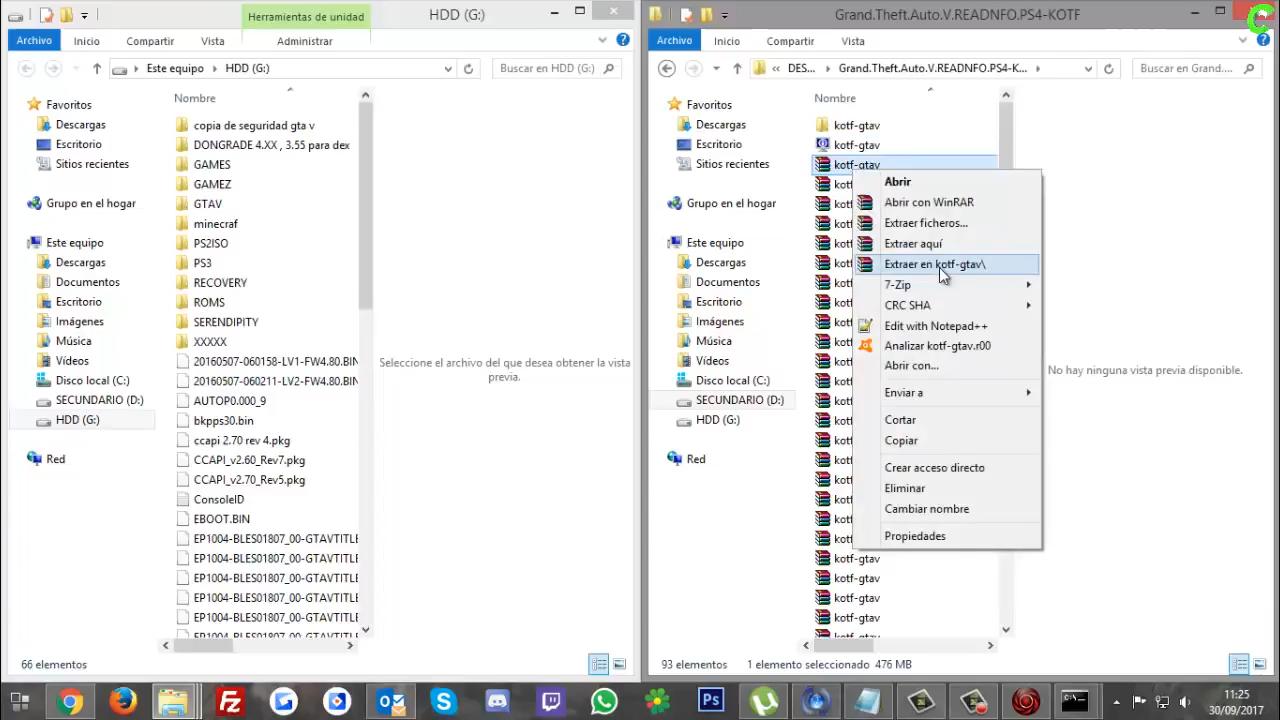 Herramientas de unidad
HDD (G:)
Archivo
Inicio
Compartir
Vista
Administrar
Este equipo
HDD (G:)
Buscar en HDD (G:)
Nombre
Favoritos
Descargas
Escritorio
Sitios recientes
Grupo en el hogar
Este equipo
Descargas
Documentos
Escritorio
Imágenes
Música
Vídeos
Disco local (C:)
SECUNDARIO (D:)
HDD (G:)
Red
copia de seguridad gta v
DONGRADE 4.XX , 3.55 para dex
GAMES
GAMEZ
GTAV
minecraf
PS2ISO
PS3
RECOVERY
ROMS
SERENDIPITY
XXXXX
20160507-060158-LV1-FW4.80.BIN
20160507-060211-LV2-FW4.80.BIN
AUTOP0.000_9
bkpps30.bin
ccapi 2.70 rev 4.pkg
CCAPI_v2.60_Rev7.pkg
CCAPI_v2.70_Rev5.pkg
ConsoleID
EBOOT.BIN
EP1004-BLES01807_00-GTAVTITLE
EP1004-BLES01807_00-GTAVTITLE
EP1004-BLES01807_00-GTAVTITLE
EP1004-BLES01807_00-GTAVTITLE
EP1004-BLES01807_00-GTAVTITLE
Seleccione el archivo del que desea obtener la vista
previa.
66 elementos
Grand.Theft.Auto.V.READNFO.PS4-KOTF
Archivo
Inicio
Compartir
Vista
DES...
Grand.Theft.Auto.V.READNFO.PS4-K...
Buscar en Grand....
Nombre
Favoritos
Descargas
Escritorio
Sitios recientes
Grupo en el hogar
Este equipo
Descargas
Documentos
Escritorio
Imágenes
Música
Vídeos
Disco local (C:)
SECUNDARIO (D:)
HDD (G:)
Red
kotf-gtav
kotf-gtav
kotf-gtav
Abrir
Abrir con WinRAR
Extraer ficheros...
Extraer aquí
Extraer en kotf-gtav\
7-Zip
CRC SHA
Edit with Notepad++
Analizar kotf-gtav.r00
Abrir con...
Enviar a
Cortar
Copiar
Crear acceso directo
Eliminar
Cambiar nombre
Propiedades
kotf-gtav
kotf-gtav
kotf-gtav
kotf-gtav
No hay ninguna vista previa disponible.
93 elementos
1 elemento seleccionado 476 MB
11:25
30/09/2017